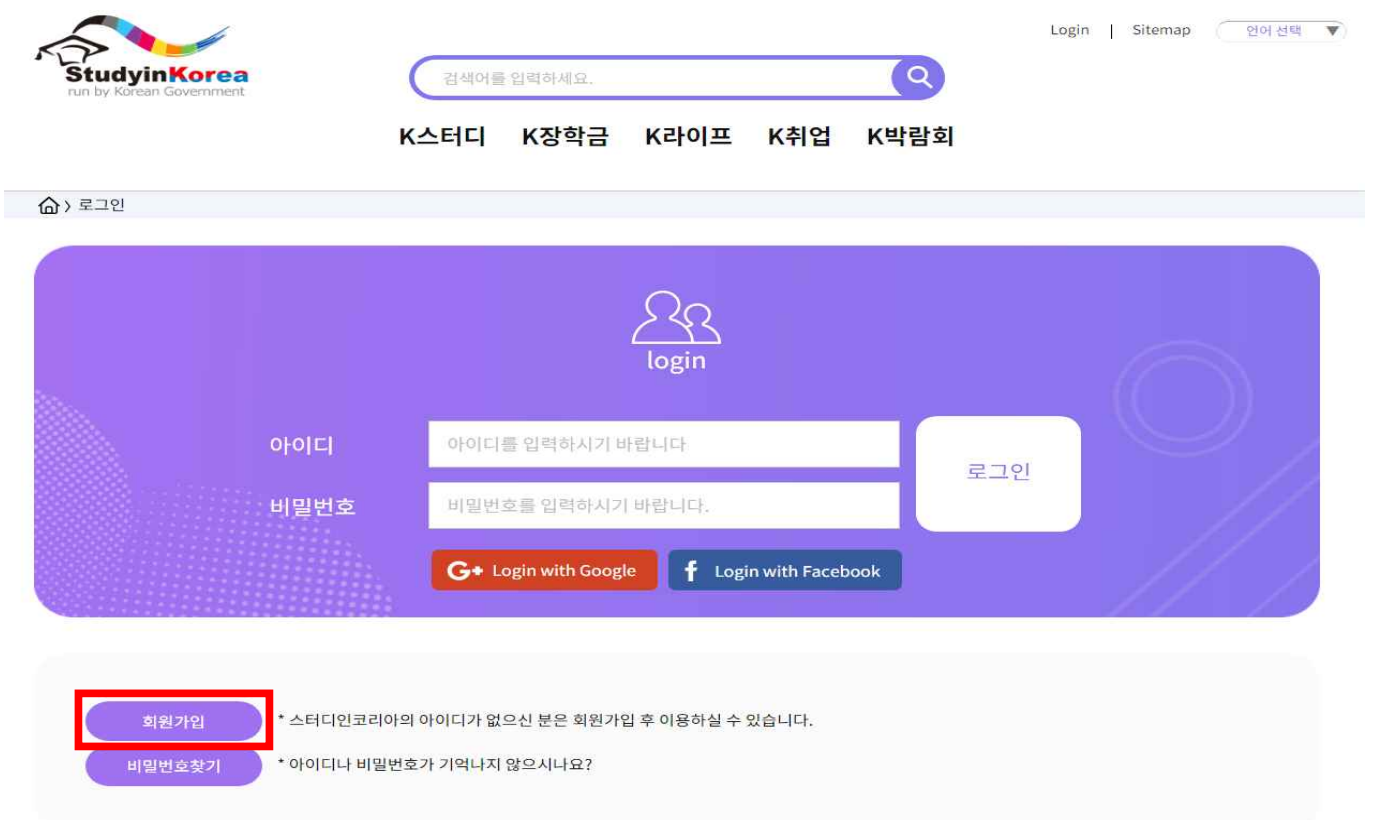 StudyinKorea
run by Korean Government
Login | Sitemap 언어 선택 ▼
검색어를 입력하세요.
K스터디 K장학금 K라이프 K취업 K박람회
〉로그인
login
아이디 아이디를 입력하시기 바랍니다
로그인
비밀번호 비밀번호를 입력하시기 바랍니다.
G+ Login with Google f Login with Facebook
회원가입 * 스터디인코리아의 아이디가 없으신 분은 회원가입 후 이용하실 수 있습니다.
비밀번호찾기 * 아이디나 비밀번호가 기억나지 않으시나요?